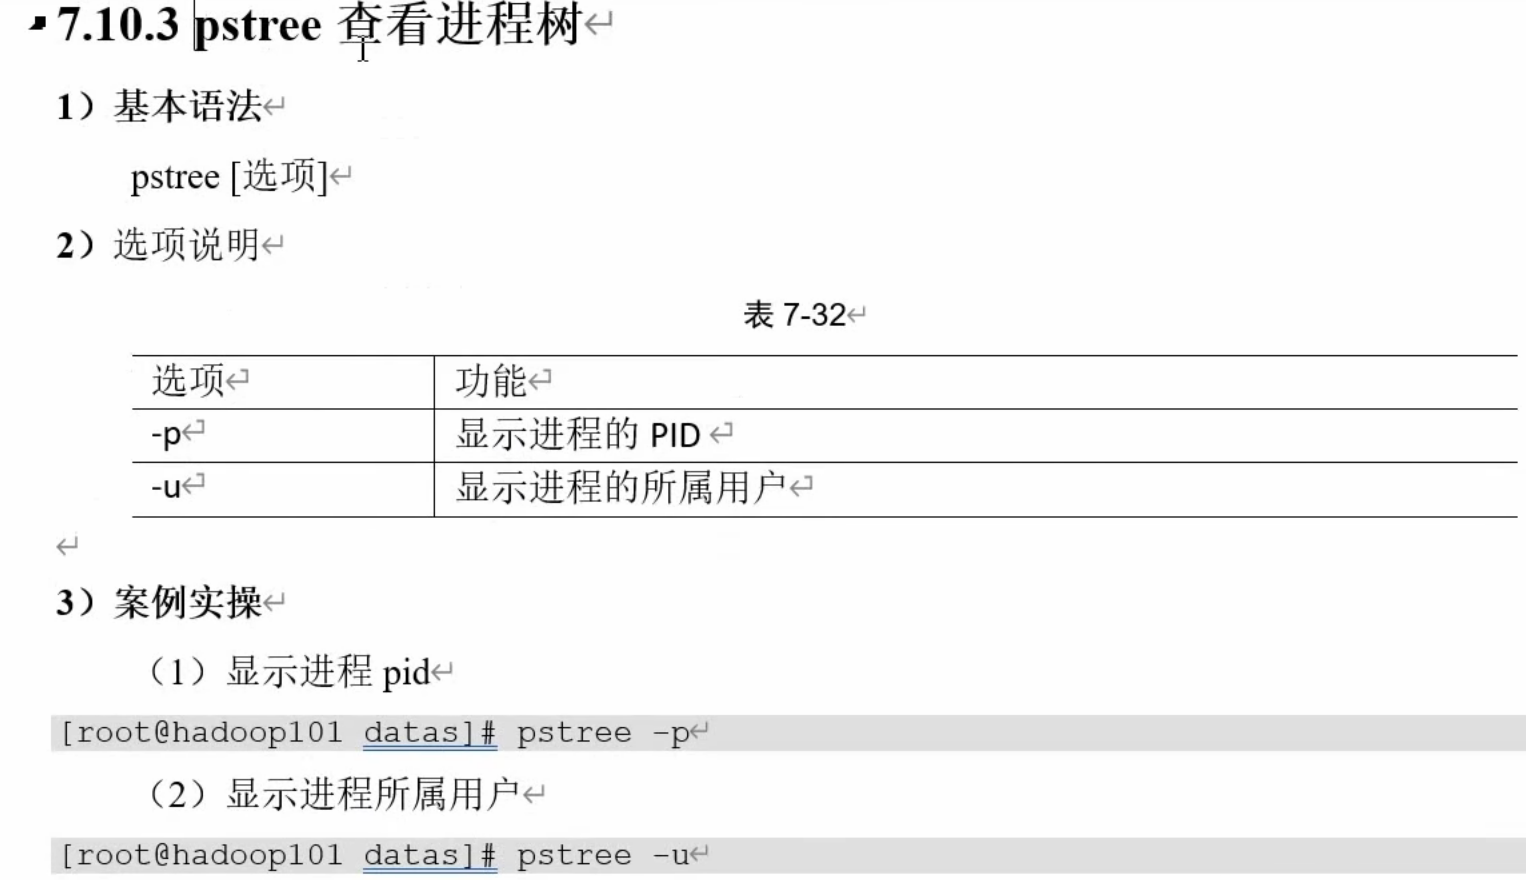 7.10.3 pstree 查看进程树
1）基本语法
pstree [选项]
2）选项说明
表 7-32
选项 功能
-p 显示进程的 PID
-u 显示进程的所属用户
3）案例实操
（1）显示进程 pid
[root@hadoop101 datas]# pstree -p
（2）显示进程所属用户
[root@hadoop101 datas]# pstree -u